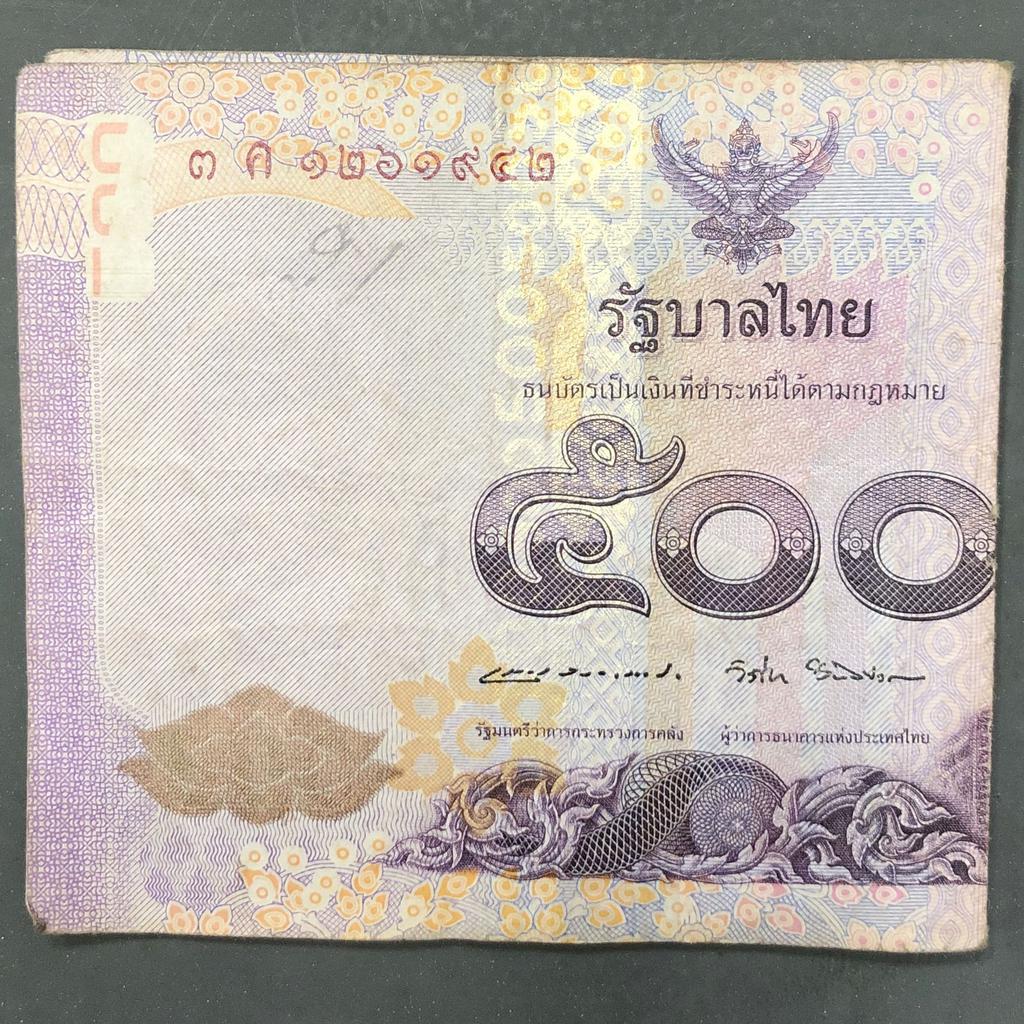 ๓ ค ๑๒๖๑๙๔๒
รัฐบาลไทย
ธนบัตรเป็นเงินที่ชำระหนี้ได้ตามกฎหมาย
๕๐๐
รัฐมนตรีว่าการกระทรวงการคลัง ผู้ว่าการธนาคารแห่งประเทศไทย